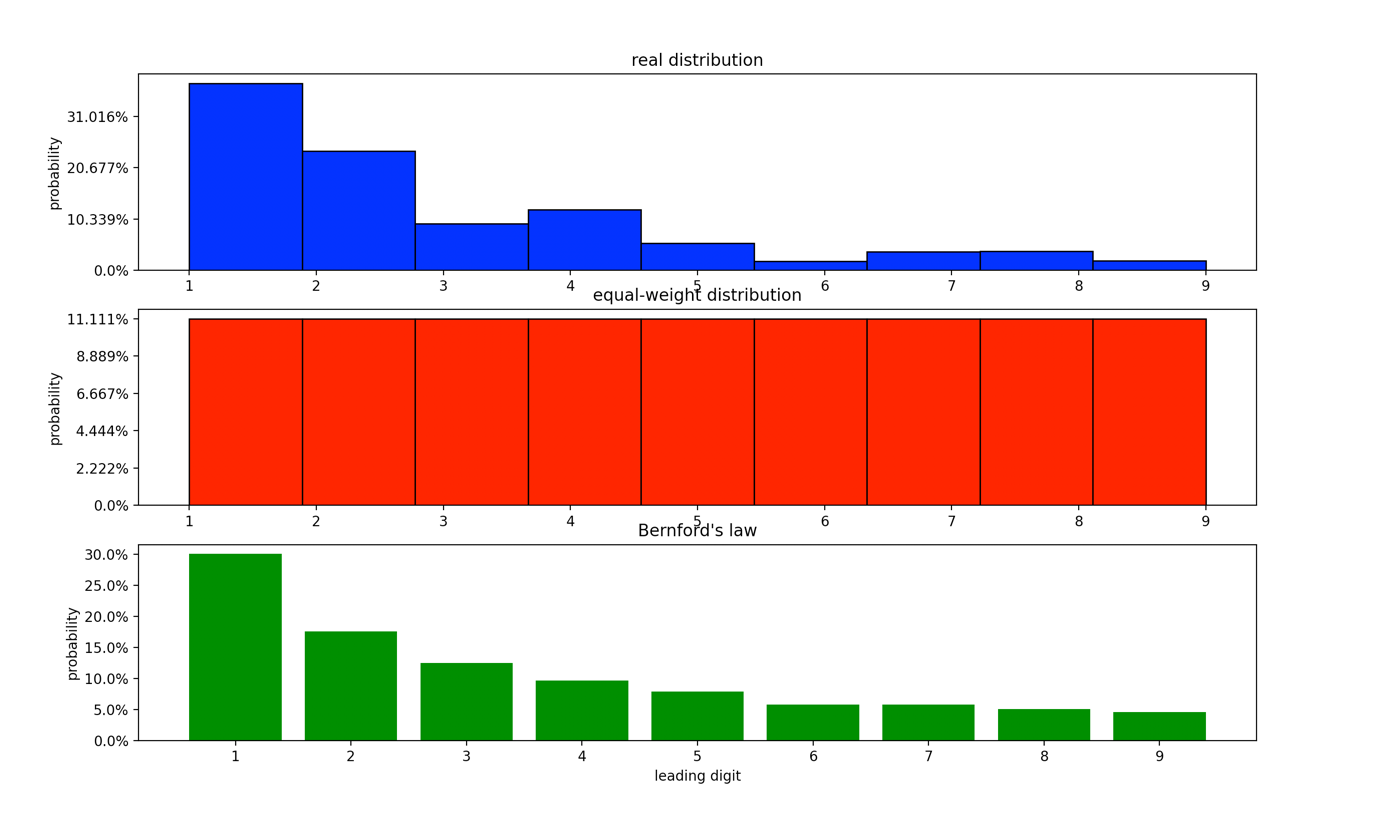 real distribution
probability
31.016%
20.677%
10.339%
0.0%
1 2 3 4 5 6 7 8 9
equal-weight distribution
probability
11.111%
8.889%
6.667%
4.444%
2.222%
0.0%
1 2 3 4 5 6 7 8 9
Bernford's law
probability
30.0%
25.0%
20.0%
15.0%
10.0%
5.0%
0.0%
1 2 3 4 5 6 7 8 9
leading digit